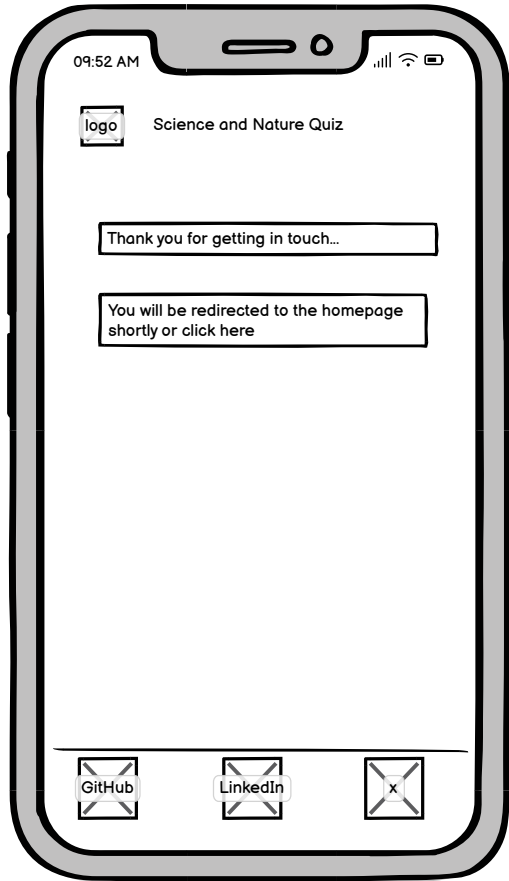 09:52 AM
logo
Science and Nature Quiz
Thank you for getting in touch...
You will be redirected to the homepage
shortly or click here
GitHub
LinkedIn
x